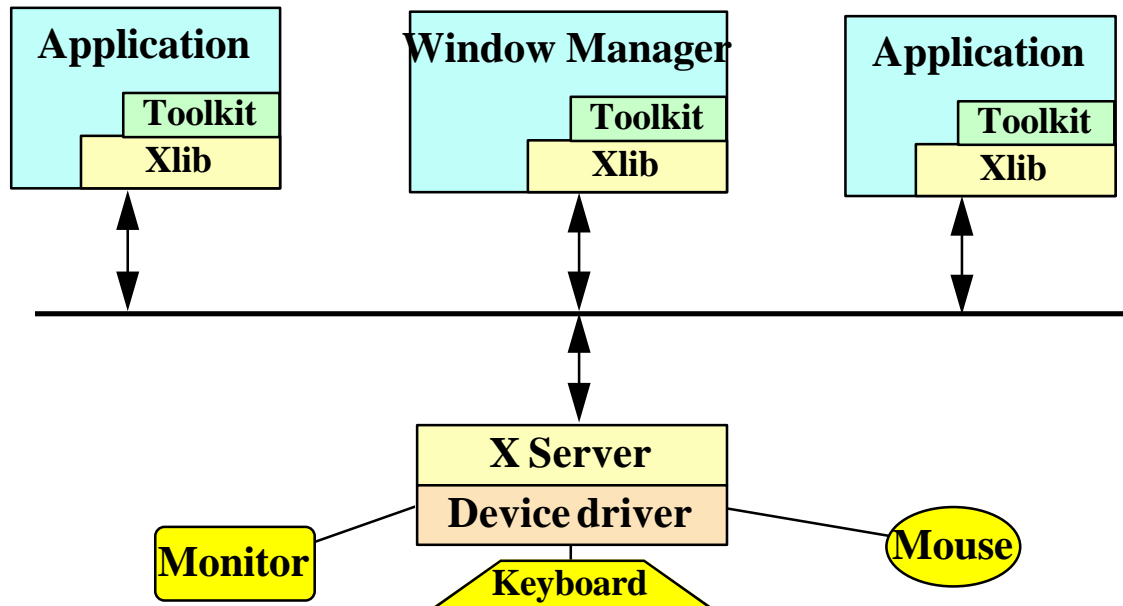 Application
Toolkit
Xlib
Window Manager
Toolkit
Xlib
Application
Toolkit
Xlib
X Server
Device driver
Monitor
Keyboard
Mouse